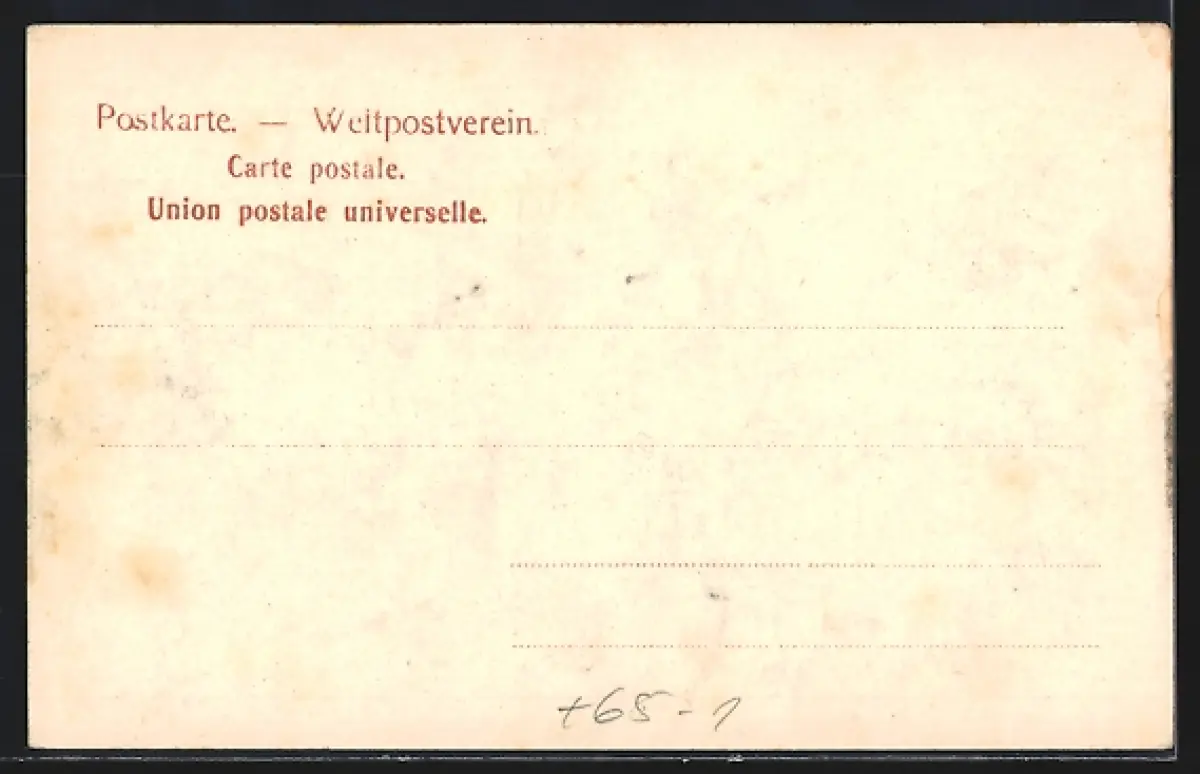 Postkarte. — Weltpostverein.
Carte postale.
Union postale universelle.
+65-1